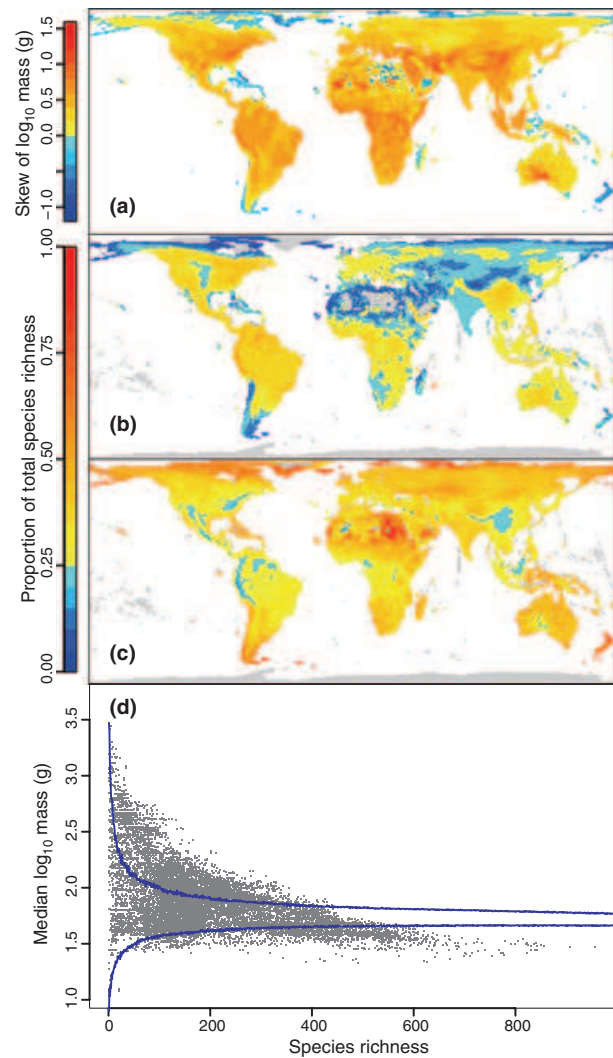 1.5
1.0
0.5
0.0
−1.0
Skew of log10 mass (g)
(a)
1.00
0.75
0.50
0.25
0.00
Proportion of total species richness
(b)
(c)
(d)
3.5
3.0
2.5
2.0
1.5
1.0
Median log10 mass (g)
0 200 400 600 800
Species richness